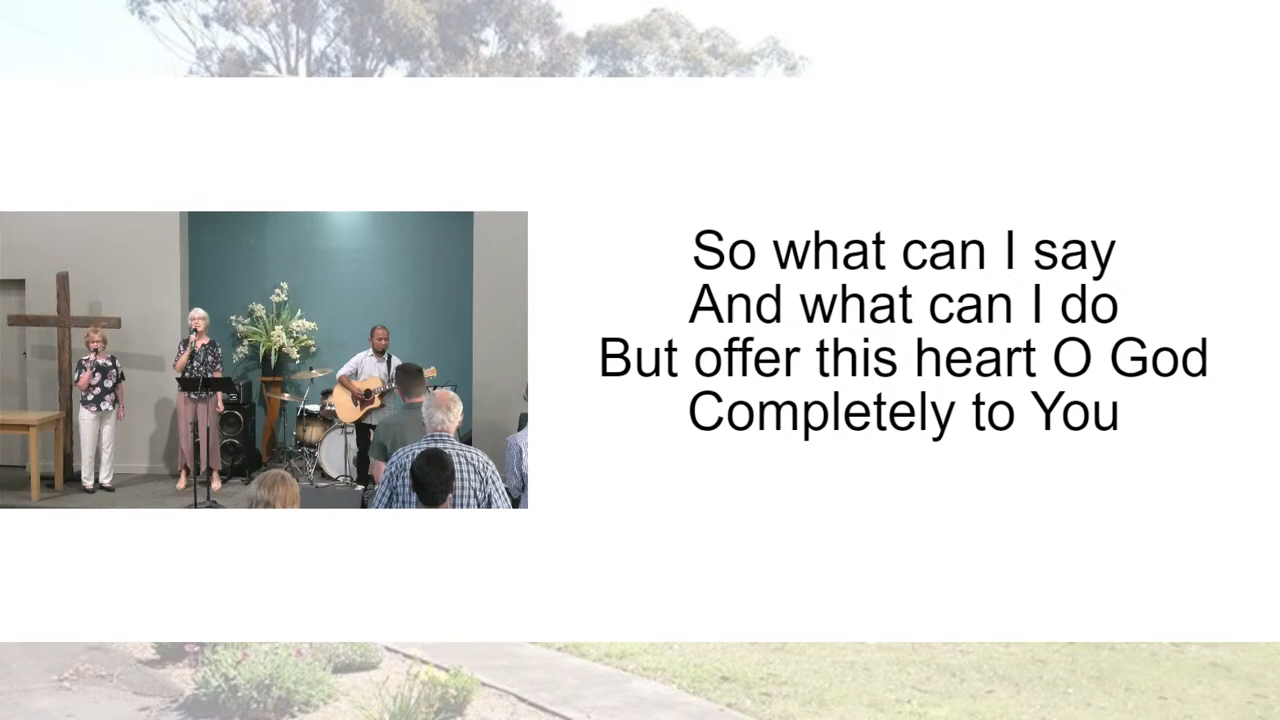 So what can I say
And what can I do
But offer this heart O God
Completely to You